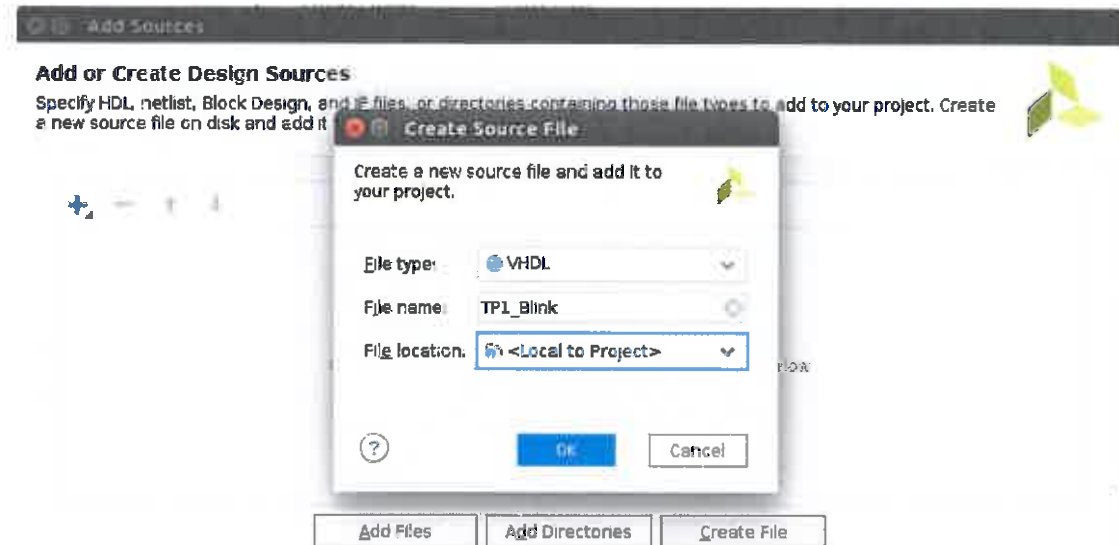 Add Sources
Add or Create Design Sources
Specify HDL, netlist, Block Design, and IP files, or directories containing those file types to add to your project. Create
a new source file on disk and add it
Create Source File
Create a new source file and add it to
your project.
File type:
VHDL
File name:
TP1_Blink
File location:
<Local to Project>
?
OK
Cancel
Add Files
Add Directories
Create File